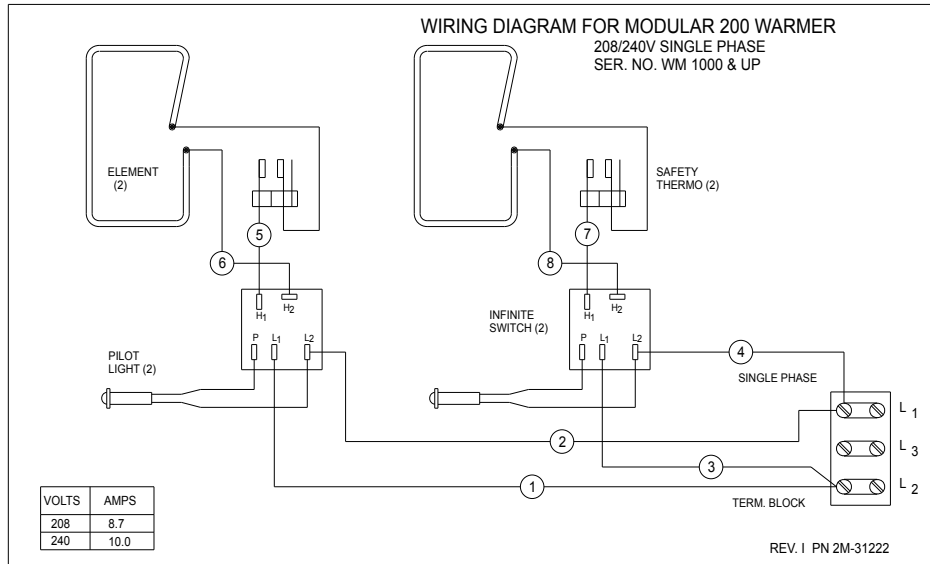 WIRING DIAGRAM FOR MODULAR 200 WARMER
208/240V SINGLE PHASE
SER. NO. WM 1000 & UP
ELEMENT
(2)
SAFETY
THERMO (2)
5
6
7
8
H1
H2
P
L1
L2
H1
H2
P
L1
L2
INFINITE
SWITCH (2)
PILOT
LIGHT (2)
4
SINGLE PHASE
L 1
L 3
L 2
2
3
1
TERM. BLOCK
VOLTS AMPS
208 8.7
240 10.0
REV. I PN 2M-31222